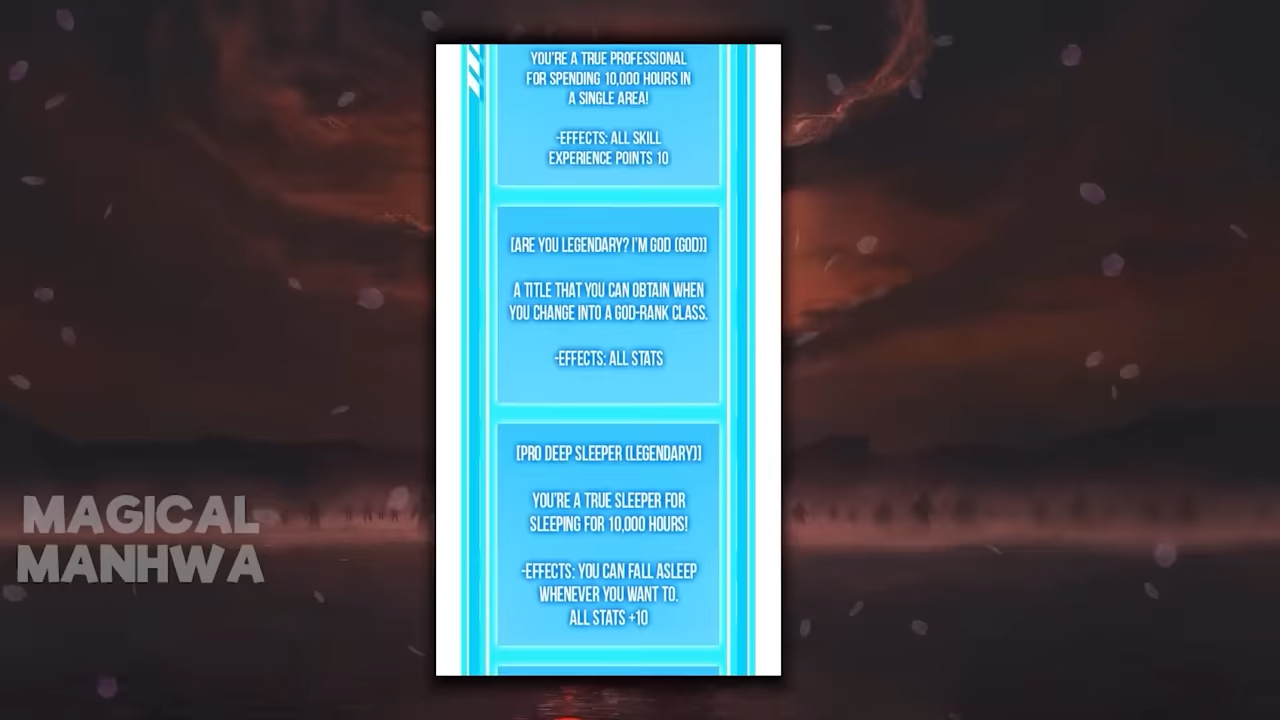 YOU'RE A TRUE PROFESSIONAL
FOR SPENDING 10,000 HOURS IN
A SINGLE AREA!
-EFFECTS: ALL SKILL
EXPERIENCE POINTS 10
[ARE YOU LEGENDARY? I'M GOD (GOD)]
A TITLE THAT YOU CAN OBTAIN WHEN
YOU CHANGE INTO A GOD-RANK CLASS.
-EFFECTS: ALL STATS
[PRO DEEP SLEEPER (LEGENDARY)]
YOU'RE A TRUE SLEEPER FOR
SLEEPING FOR 10,000 HOURS!
-EFFECTS: YOU CAN FALL ASLEEP
WHENEVER YOU WANT TO.
ALL STATS +10
MAGICAL
MANHWA